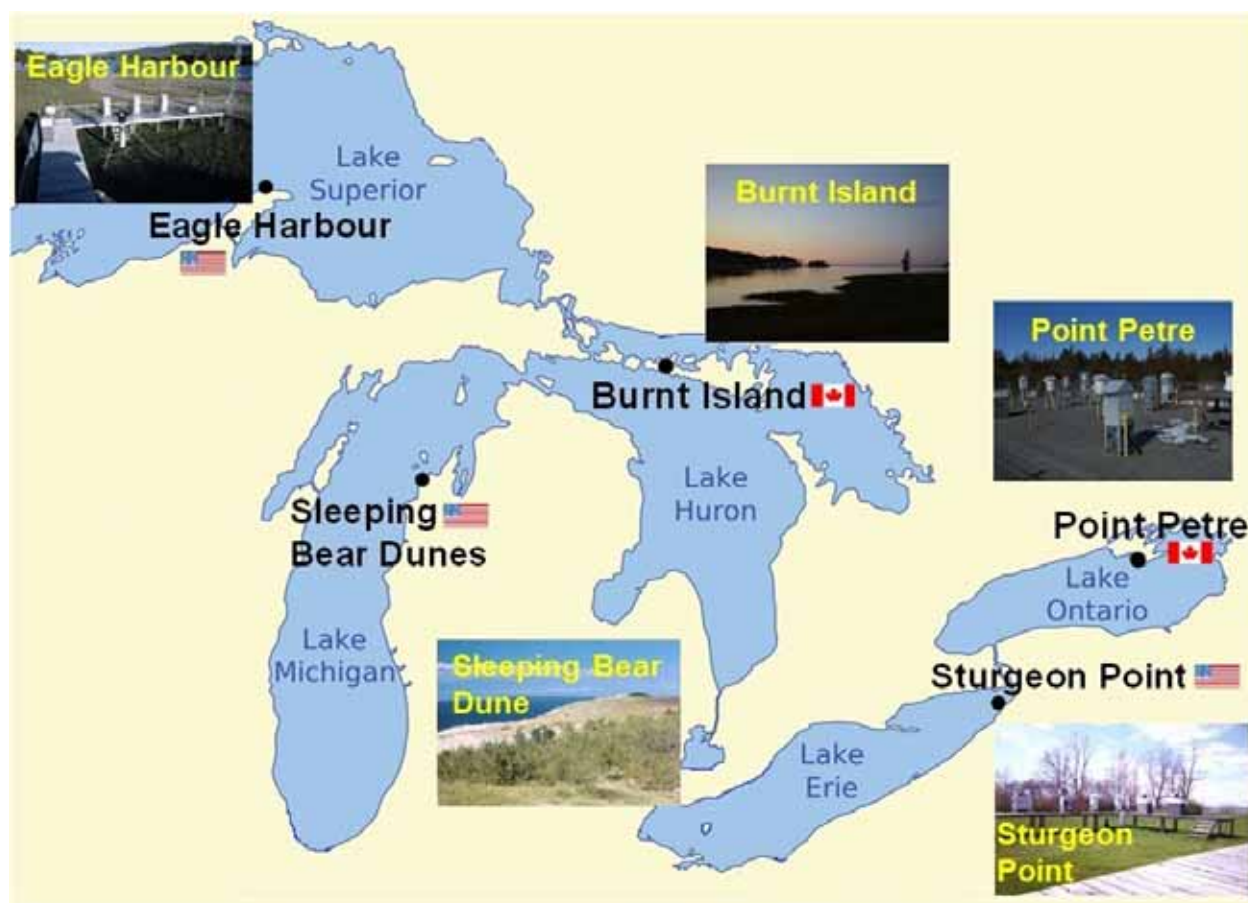 Eagle Harbour
Lake
Superior
Eagle Harbour
Burnt Island
Point Petre
Burnt Island
Lake
Huron
Sleeping
Bear Dunes
Point Petre
Lake
Ontario
Lake
Michigan
Sleeping Bear
Dune
Sturgeon Point
Lake
Erie
Sturgeon
Point